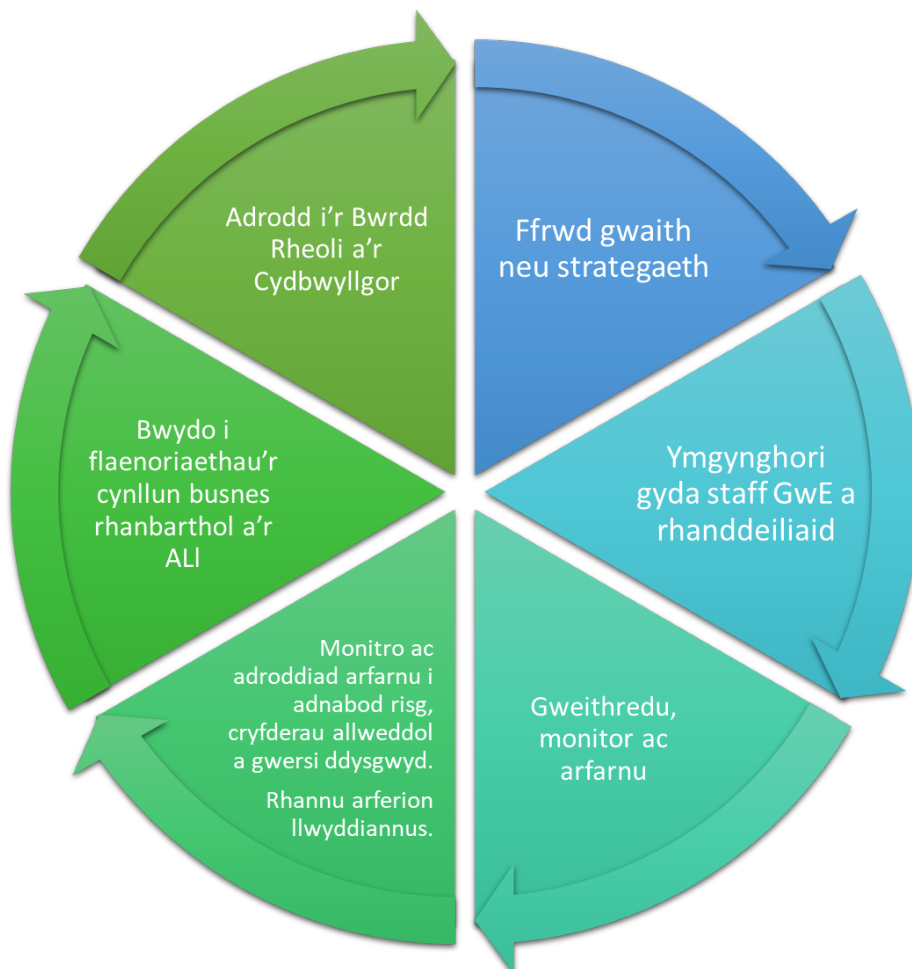 Ffrwd gwaith
neu strategaeth
Ymgynghori
gyda staff GwE a
rhanddeiliaid
Gweithredu,
monitor ac
arfarnu
Monitro ac
adroddiad arfarnu i
adnabod risg,
cryfderau allweddol
a gwersi ddysgwyd.
Rhannu arferion
llwyddiannus.
Bwydo i
flaenoriaethau’r
cynllun busnes
rhanbarthol a’r
ALl
Adrodd i’r Bwrdd
Rheoli a’r
Cydbwyllgor